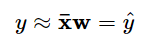 y ≈ x̄w = ŷ